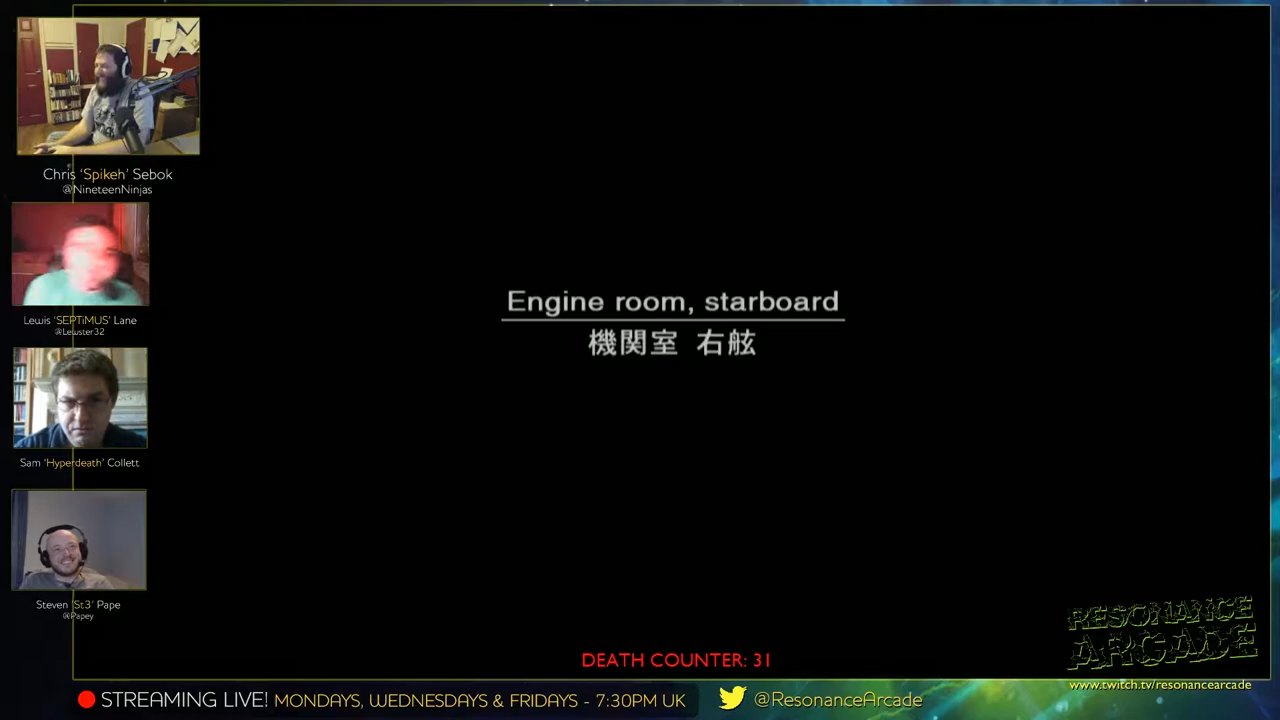 Chris 'Spikeh' Sebok
@NineteenNinjas
Lewis 'SEPTiMUS' Lane
@Lewster32
Sam 'Hyperdeath' Collett
Steven 'St3' Pape
@Papey
Engine room, starboard
機関室 右舷
DEATH COUNTER: 31
RESONANCE
ARCADE
www.twitch.tv/resonancearcade
STREAMING LIVE! MONDAYS, WEDNESDAYS & FRIDAYS - 7:30PM UK
@ResonanceArcade